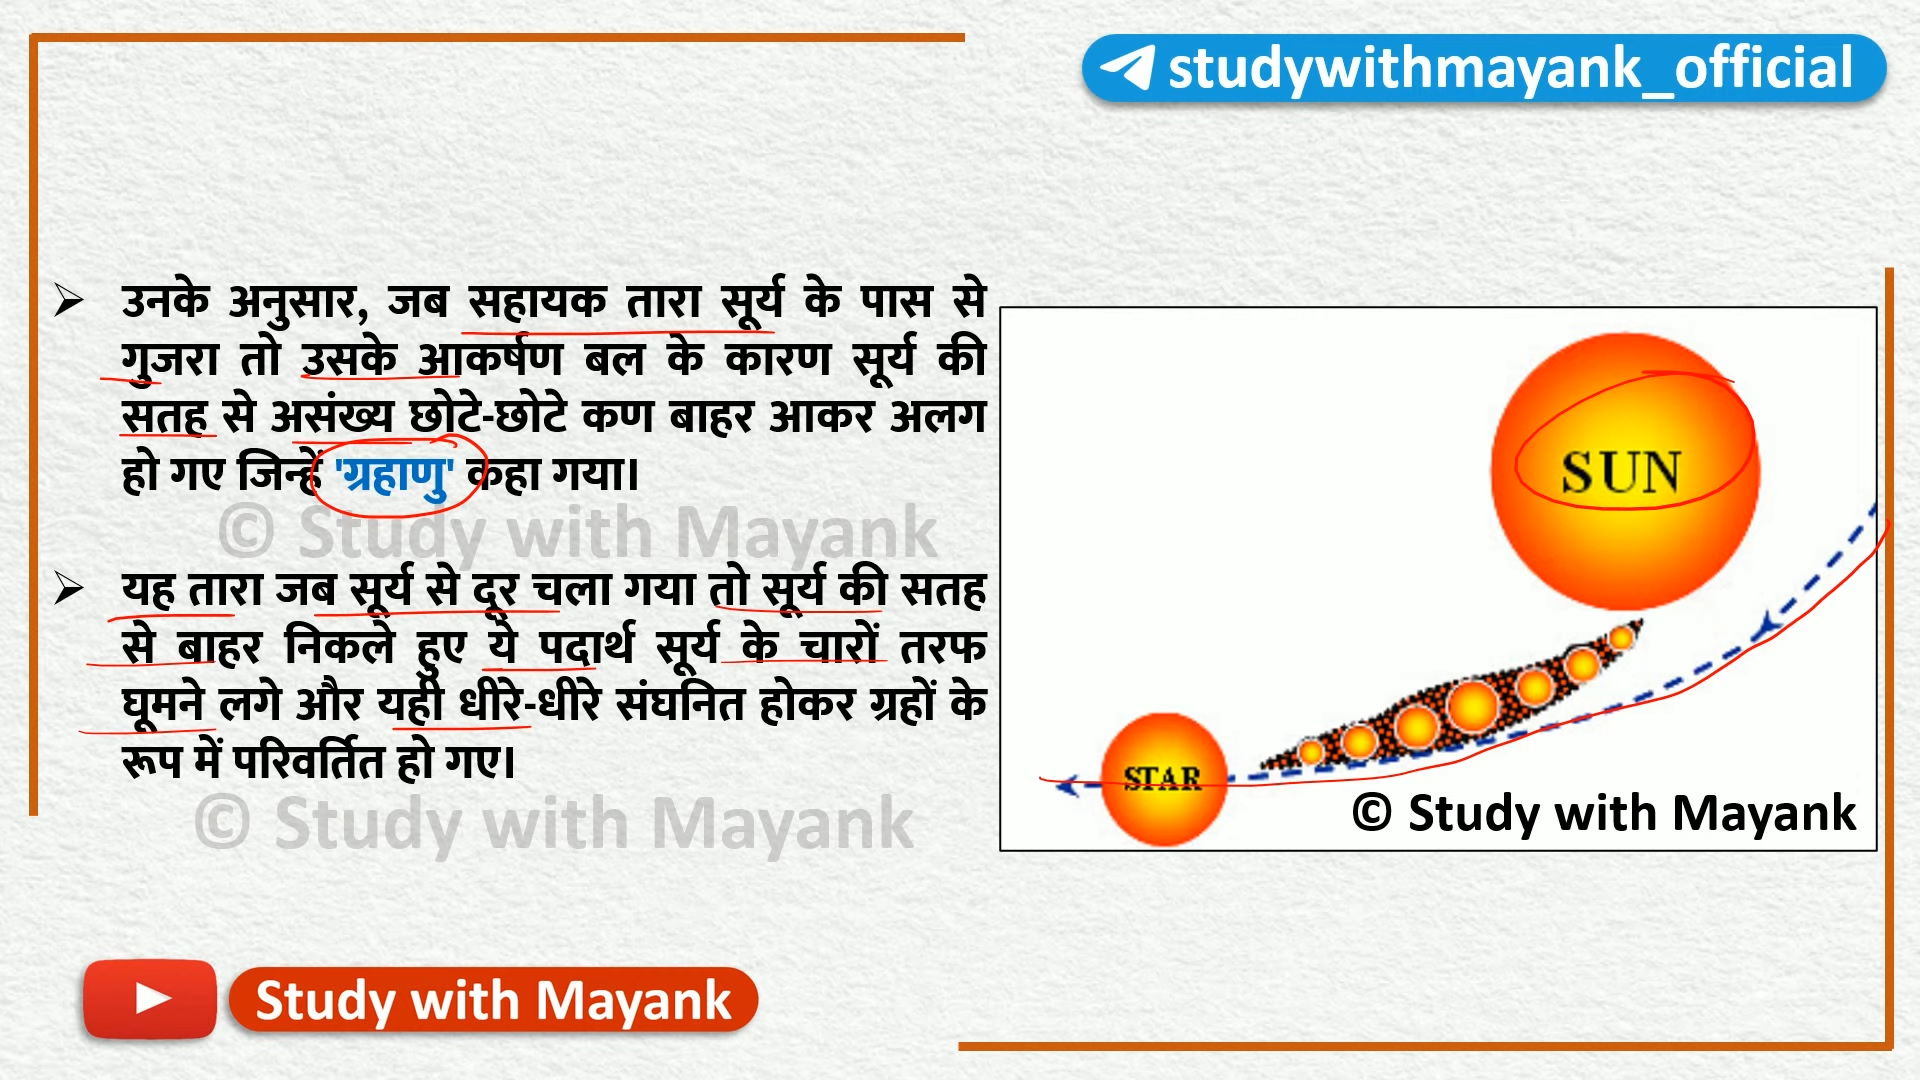 studywithmayank_official
➢ उनके अनुसार, जब सहायक तारा सूर्य के पास से
गुजरा तो उसके आकर्षण बल के कारण सूर्य की
सतह से असंख्य छोटे-छोटे कण बाहर आकर अलग
हो गए जिन्हें 'ग्रहाणु' कहा गया।
© Study with Mayank
➢ यह तारा जब सूर्य से दूर चला गया तो सूर्य की सतह
से बाहर निकले हुए ये पदार्थ सूर्य के चारों तरफ
घूमने लगे और यही धीरे-धीरे संघनित होकर ग्रहों के
रूप में परिवर्तित हो गए।
© Study with Mayank
SUN
STAR
© Study with Mayank
Study with Mayank